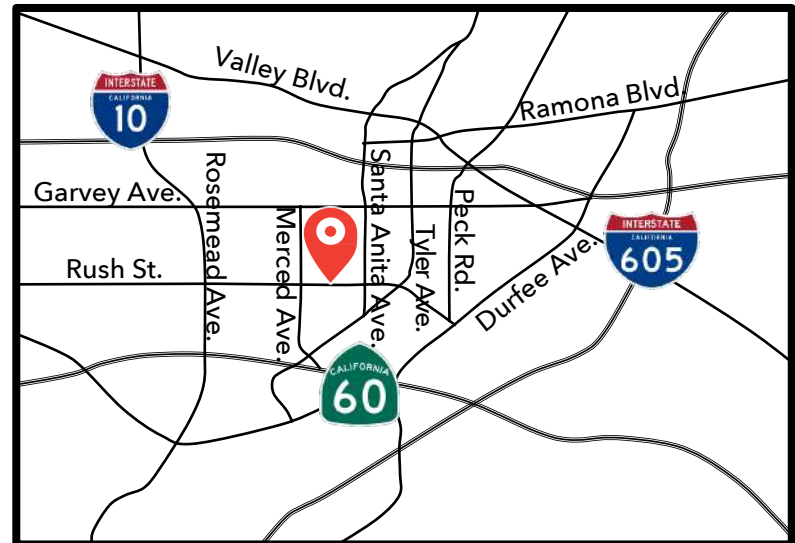 Valley Blvd.
INTERSTATE
CALIFORNIA
10
Ramona Blvd.
Garvey Ave.
Rosemead Ave.
Merced Ave.
Santa Anita Ave.
Tyler Ave.
Peck Rd.
Rush St.
Durfee Ave.
INTERSTATE
CALIFORNIA
605
CALIFORNIA
60